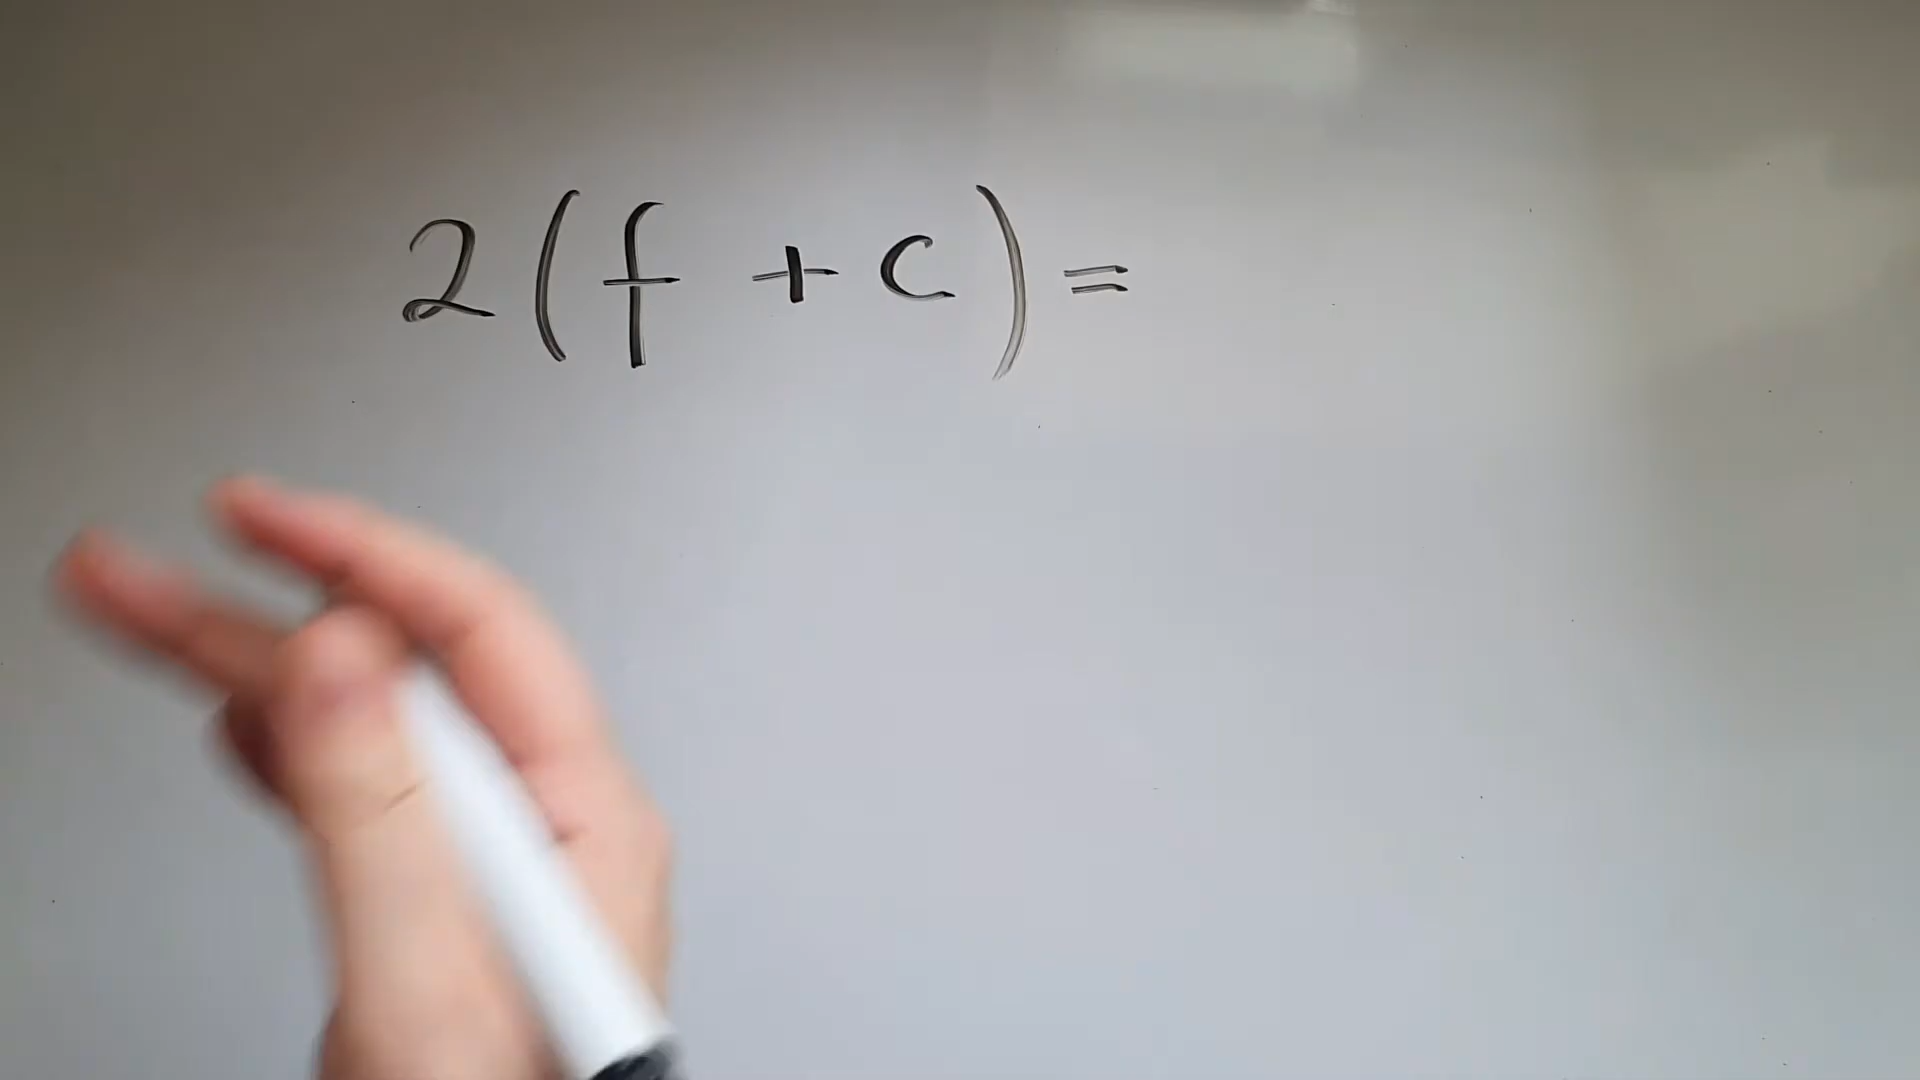 2(f + c) =